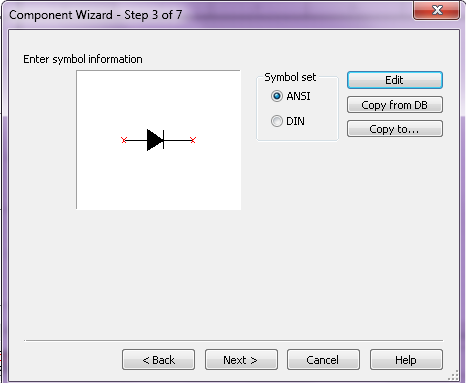 Component Wizard - Step 3 of 7
Enter symbol information
Symbol set
ANSI
DIN
Edit
Copy from DB
Copy to...
< Back
Next >
Cancel
Help